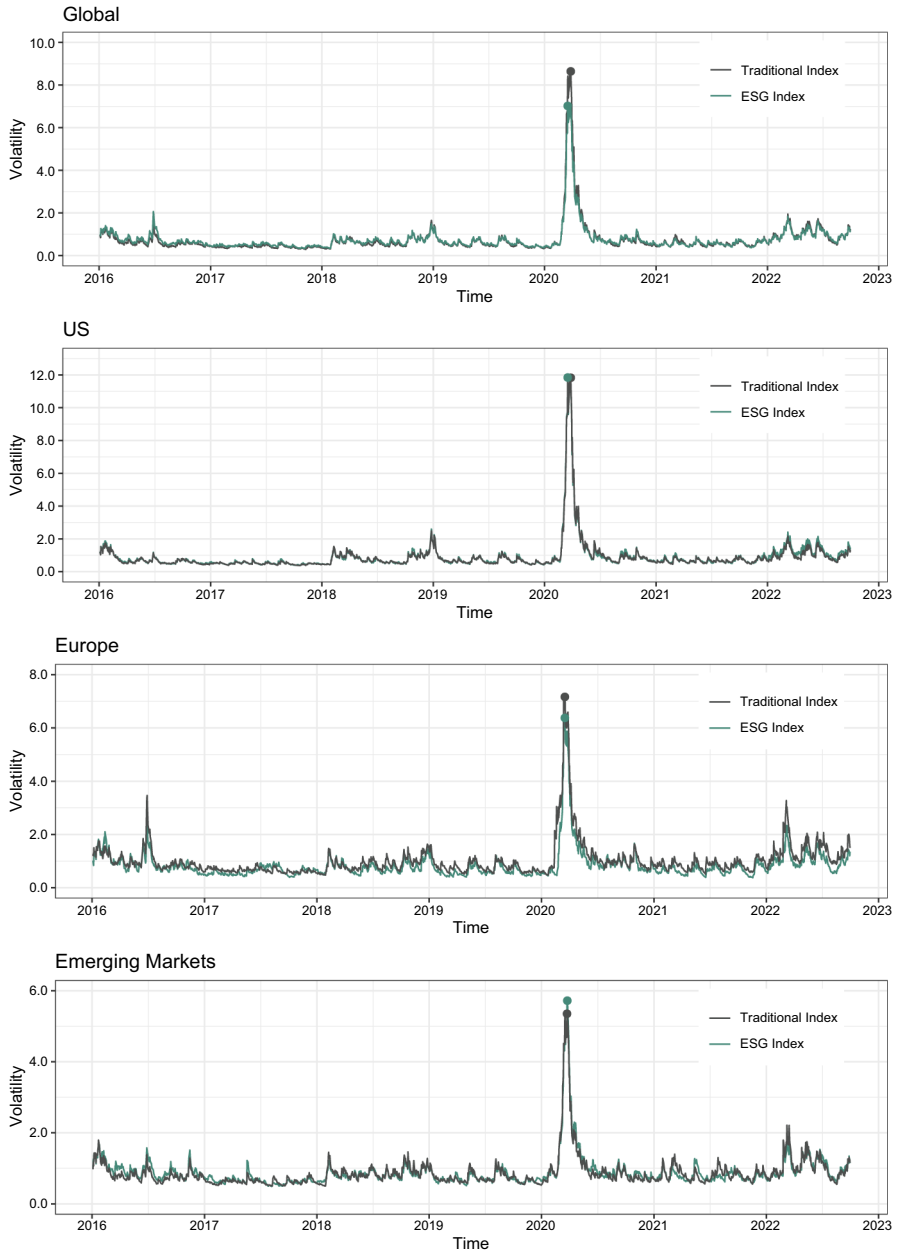 Global
10.0
8.0
6.0
4.0
2.0
0.0
Volatility
Traditional Index
ESG Index
2016 2017 2018 2019 2020 2021 2022 2023
Time
US
12.0
10.0
8.0
6.0
4.0
2.0
0.0
Volatility
Traditional Index
ESG Index
2016 2017 2018 2019 2020 2021 2022 2023
Time
Europe
8.0
6.0
4.0
2.0
0.0
Volatility
Traditional Index
ESG Index
2016 2017 2018 2019 2020 2021 2022 2023
Time
Emerging Markets
6.0
4.0
2.0
0.0
Volatility
Traditional Index
ESG Index
2016 2017 2018 2019 2020 2021 2022 2023
Time